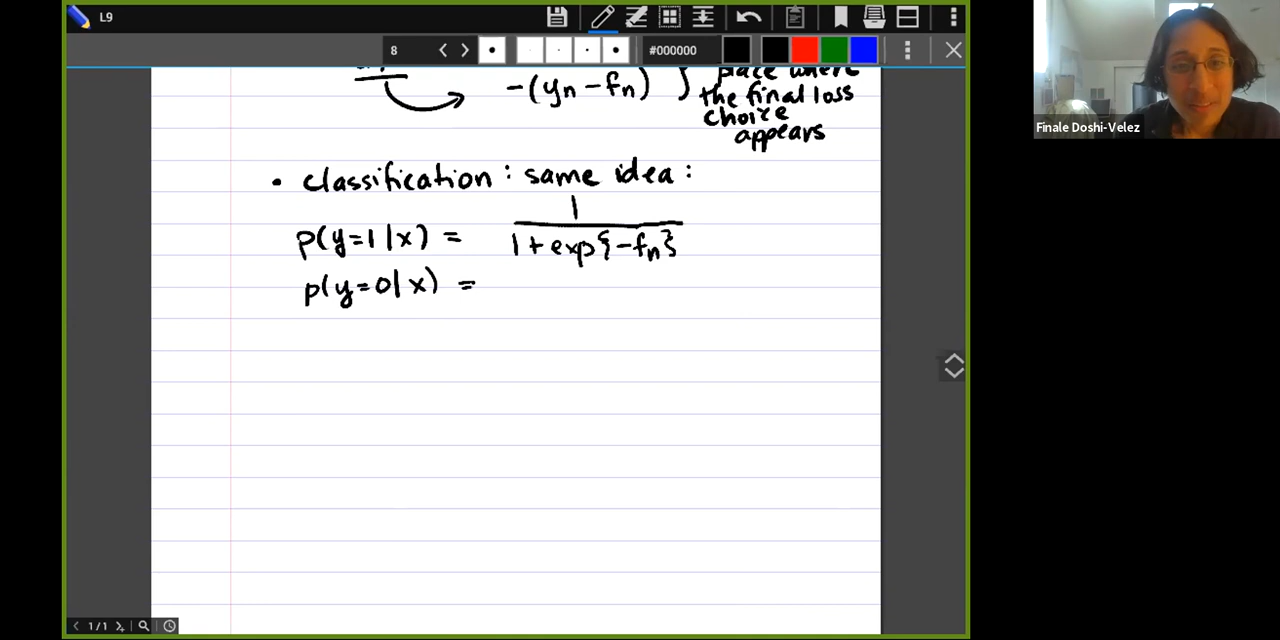 L9
8 #000000
-(yn - fn) } place where
the final loss
choice
appears
• classification : same idea :
p(y=1|x) = 1 / 1 + exp{-fn}
p(y=0|x) =
Finale Doshi-Velez
1/1